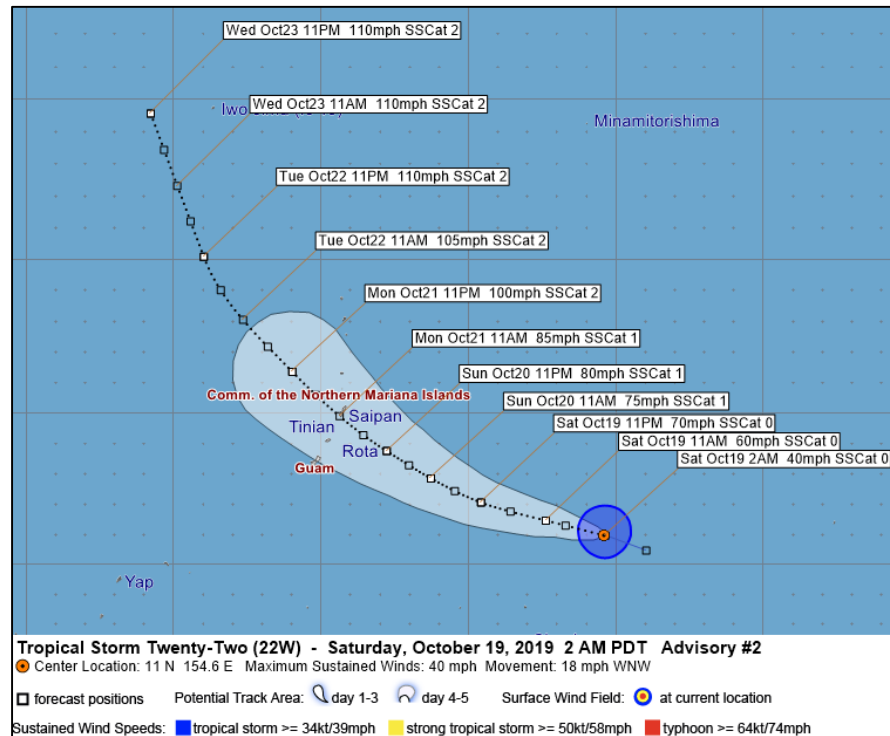 Wed Oct23 11PM 110mph SSCat 2
Wed Oct23 11AM 110mph SSCat 2
Minamitorishima
Tue Oct22 11PM 110mph SSCat 2
Tue Oct22 11AM 105mph SSCat 2
Mon Oct21 11PM 100mph SSCat 2
Mon Oct21 11AM 85mph SSCat 1
Sun Oct20 11PM 80mph SSCat 1
Comm. of the Northern Mariana Islands
Sun Oct20 11AM 75mph SSCat 1
Saipan
Tinian
Sat Oct19 11PM 70mph SSCat 0
Sat Oct19 11AM 60mph SSCat 0
Rota
Sat Oct19 2AM 40mph SSCat 0
Guam
Yap
Tropical Storm Twenty-Two (22W) - Saturday, October 19, 2019 2 AM PDT Advisory #2
Center Location: 11 N 154.6 E Maximum Sustained Winds: 40 mph Movement: 18 mph WNW
forecast positions Potential Track Area: day 1-3 day 4-5 Surface Wind Field: at current location
Sustained Wind Speeds: tropical storm >= 34kt/39mph strong tropical storm >= 50kt/58mph typhoon >= 64kt/74mph